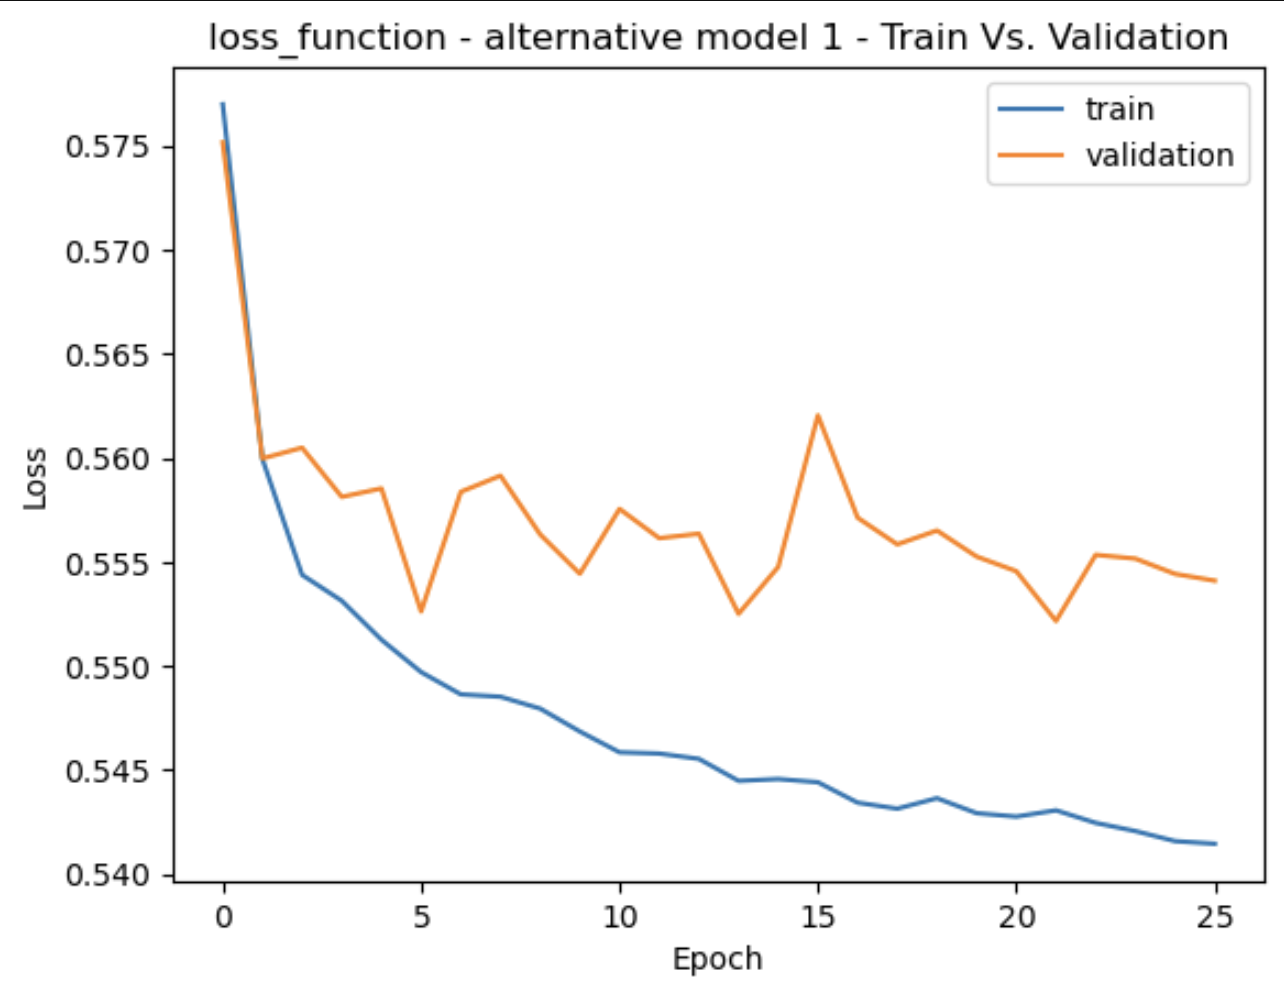 loss_function - alternative model 1 - Train Vs. Validation
train
validation
0.575
0.570
0.565
0.560
0.555
0.550
0.545
0.540
Loss
0 5 10 15 20 25
Epoch